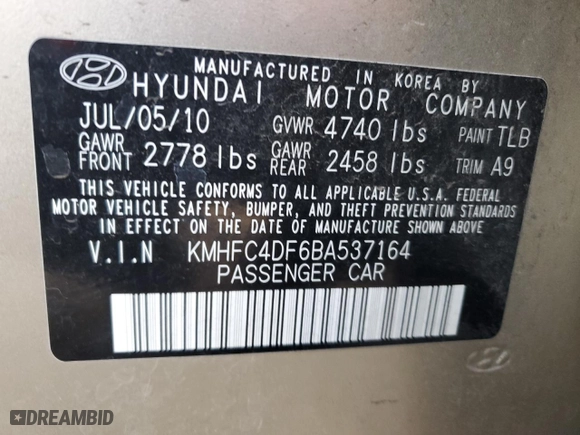 MANUFACTURED IN KOREA BY
HYUNDAI MOTOR COMPANY
JUL/05/10 GVWR 4740 lbs PAINT TLB
GAWR FRONT 2778 lbs GAWR REAR 2458 lbs TRIM A9
THIS VEHICLE CONFORMS TO ALL APPLICABLE U.S.A. FEDERAL
MOTOR VEHICLE SAFETY, BUMPER, AND THEFT PREVENTION STANDARDS
IN EFFECT ON THE DATE OF MANUFACTURE SHOWN ABOVE.
V.I.N KMHFC4DF6BA537164
PASSENGER CAR
DREAMBID